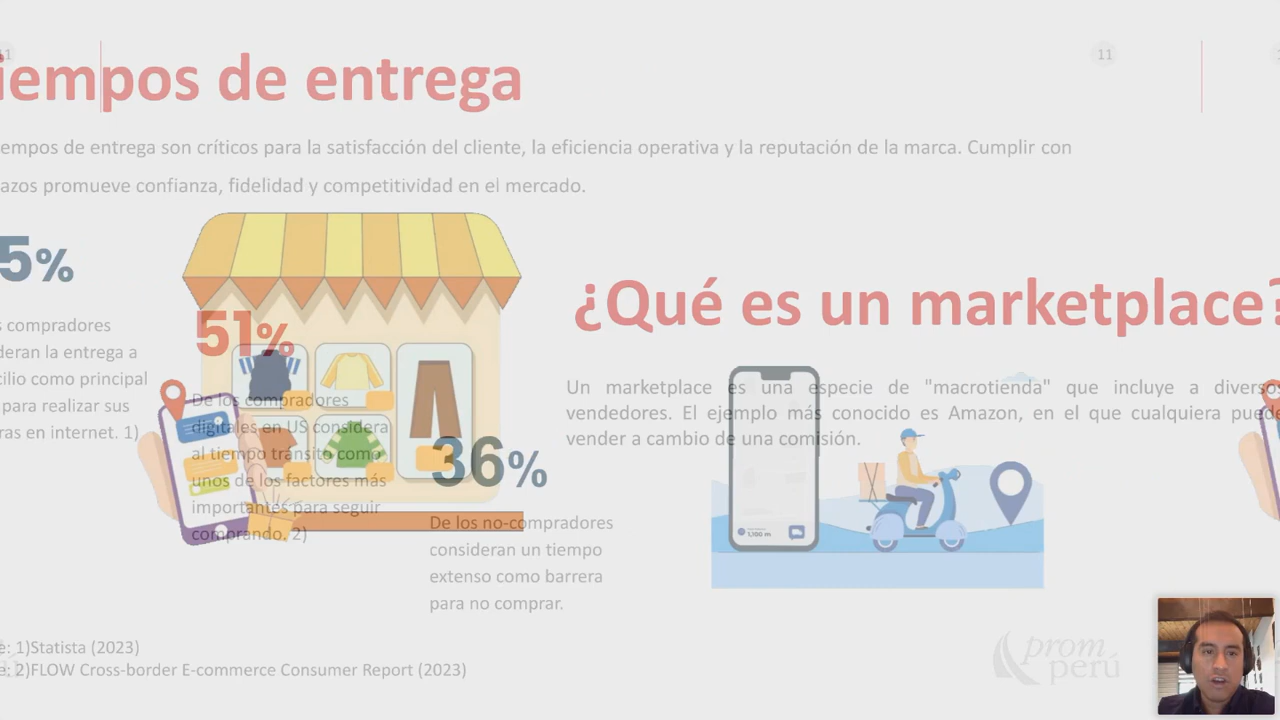 11
11
iempos de entrega
empos de entrega son críticos para la satisfacción del cliente, la eficiencia operativa y la reputación de la marca. Cumplir con
azos promueve confianza, fidelidad y competitividad en el mercado.
5%
s compradores
deran la entrega a
cilio como principal
para realizar sus
ras en internet. 1)
51%
De los compradores
digitales en US considera
al tiempo tránsito como
unos de los factores más
importantes para seguir
comprando. 2)
36%
De los no-compradores
consideran un tiempo
extenso como barrera
para no comprar.
¿Qué es un marketplace?
Un marketplace es una especie de "macrotienda" que incluye a diversos
vendedores. El ejemplo más conocido es Amazon, en el que cualquiera puede
vender a cambio de una comisión.
1,100 m
e: 1)Statista (2023)
e: 2)FLOW Cross-border E-commerce Consumer Report (2023)
prom
perú